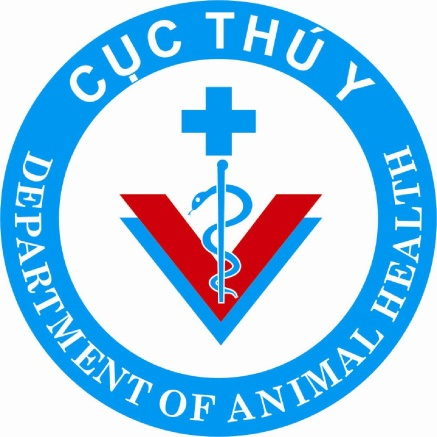 CỤC THÚ Y
DEPARTMENT OF ANIMAL HEALTH